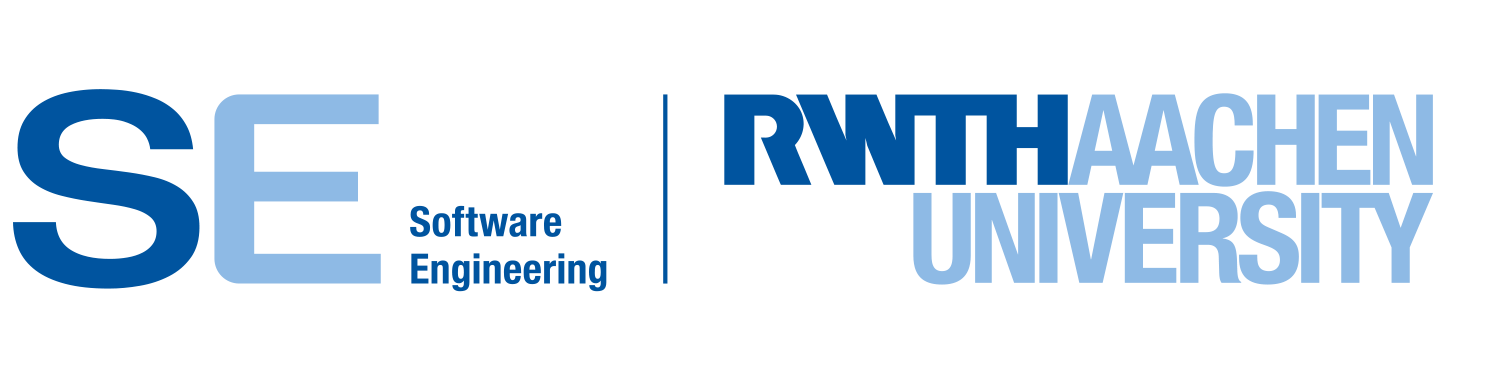 SE
Software
Engineering
RWTHAACHEN
UNIVERSITY